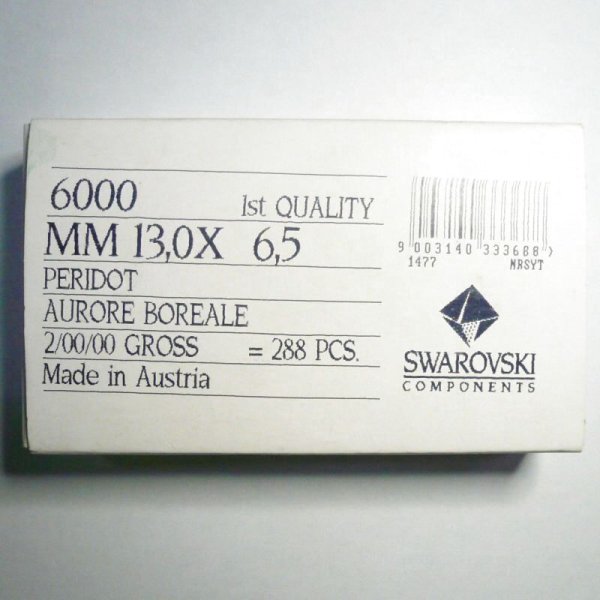 6000 1st QUALITY
MM 13,0X 6,5
PERIDOT
AURORE BOREALE
2/00/00 GROSS = 288 PCS.
Made in Austria
9 003140 333688 >
1477 NRSYT
SWAROVSKI
COMPONENTS